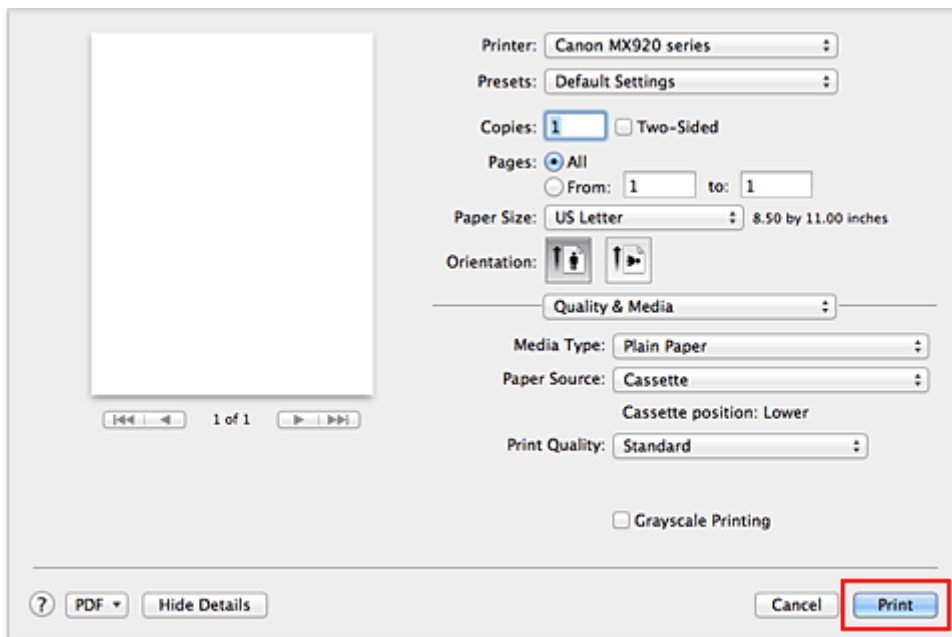 Printer: Canon MX920 series
Presets: Default Settings
Copies: 1 Two-Sided
Pages: All
From: 1 to: 1
Paper Size: US Letter 8.50 by 11.00 inches
Orientation:
Quality & Media
Media Type: Plain Paper
Paper Source: Cassette
Cassette position: Lower
1 of 1
Print Quality: Standard
Grayscale Printing
? PDF Hide Details Cancel Print